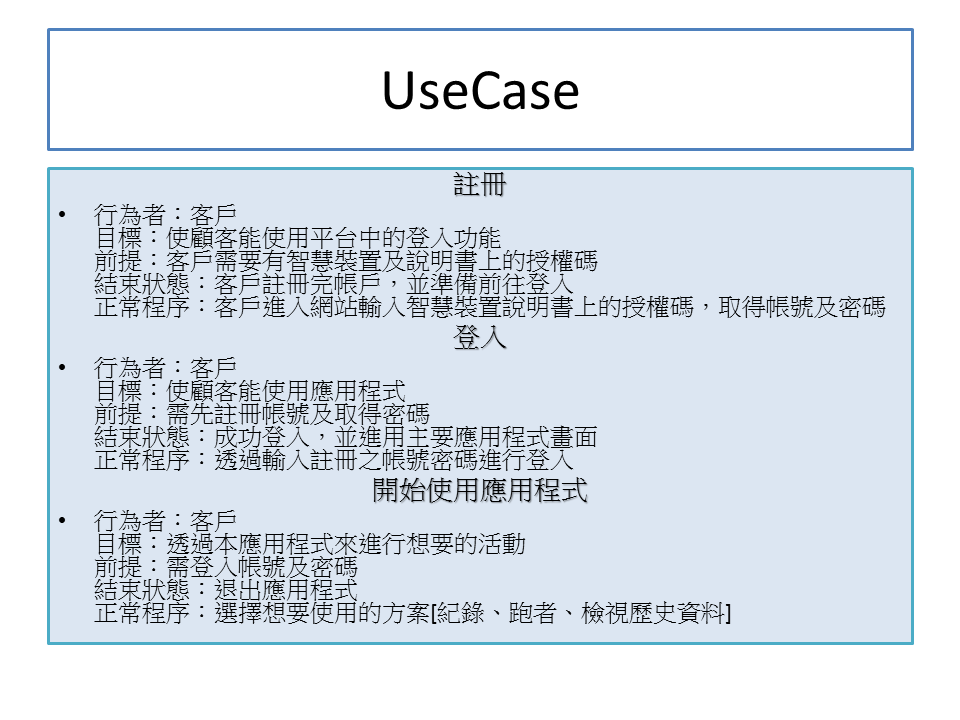 UseCase
註冊
• 行為者：客戶
目標：使顧客能使用平台中的登入功能
前提：客戶需要有智慧裝置及說明書上的授權碼
結束狀態：客戶註冊完帳戶，並準備前往登入
正常程序：客戶進入網站輸入智慧裝置說明書上的授權碼，取得帳號及密碼
登入
• 行為者：客戶
目標：使顧客能使用應用程式
前提：需先註冊帳號及取得密碼
結束狀態：成功登入，並進用主要應用程式畫面
正常程序：透過輸入註冊之帳號密碼進行登入
開始使用應用程式
• 行為者：客戶
目標：透過本應用程式來進行想要的活動
前提：需登入帳號及密碼
結束狀態：退出應用程式
正常程序：選擇想要使用的方案[紀錄、跑者、檢視歷史資料]